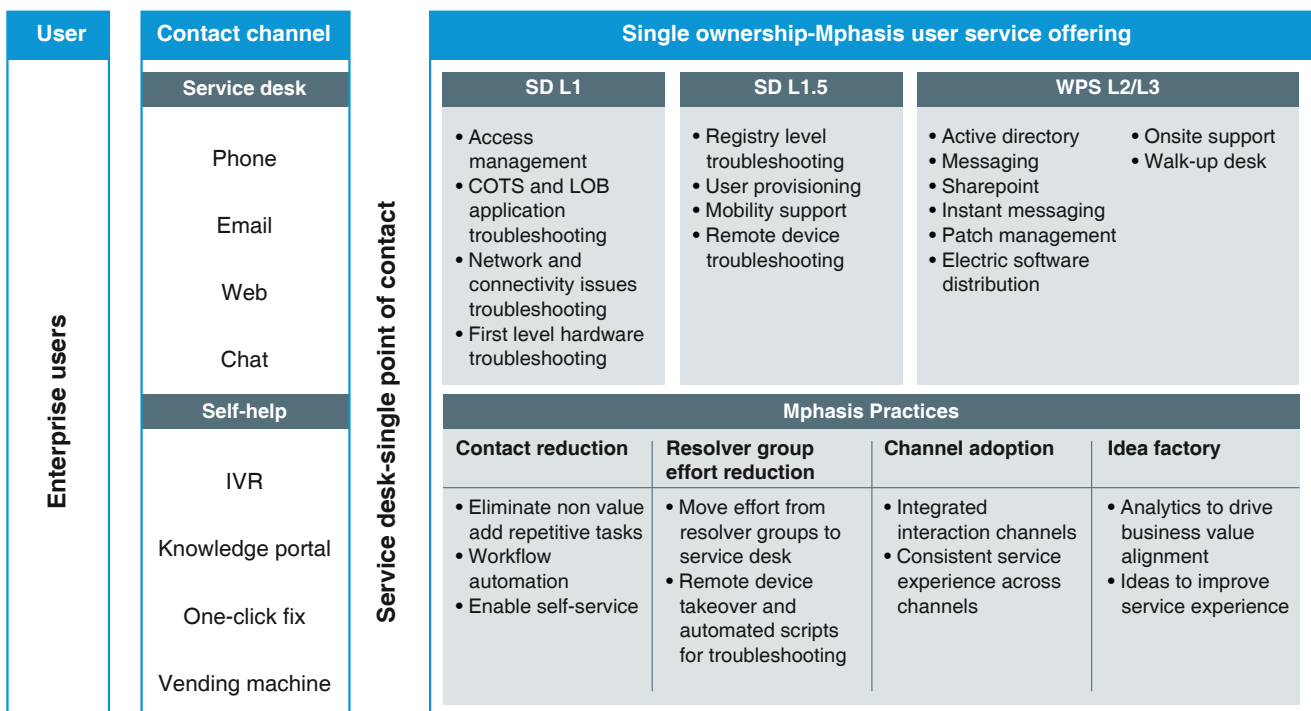 User
Enterprise users
Contact channel
Service desk
Phone
Email
Web
Chat
Self-help
IVR
Knowledge portal
One-click fix
Vending machine
Service desk-single point of contact
Single ownership-Mphasis user service offering
SD L1
• Access
management
• COTS and LOB
application
troubleshooting
• Network and
connectivity issues
troubleshooting
• First level hardware
troubleshooting
SD L1.5
• Registry level
troubleshooting
• User provisioning
• Mobility support
• Remote device
troubleshooting
WPS L2/L3
• Active directory
• Messaging
• Sharepoint
• Instant messaging
• Patch management
• Electric software
distribution
• Onsite support
• Walk-up desk
Mphasis Practices
Contact reduction
• Eliminate non value
add repetitive tasks
• Workflow
automation
• Enable self-service
Resolver group
effort reduction
• Move effort from
resolver groups to
service desk
• Remote device
takeover and
automated scripts
for troubleshooting
Channel adoption
• Integrated
interaction channels
• Consistent service
experience across
channels
Idea factory
• Analytics to drive
business value
alignment
• Ideas to improve
service experience